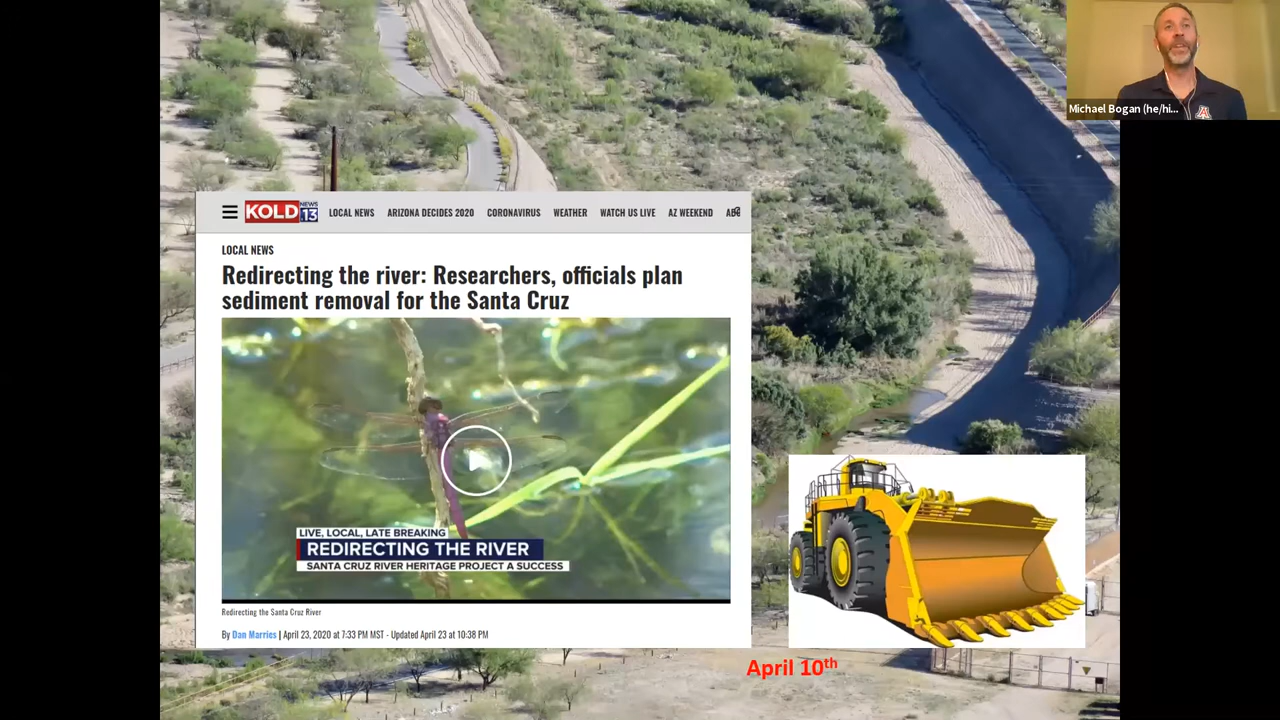 Michael Bogan (he/hi...
KOLD NEWS 13
LOCAL NEWS ARIZONA DECIDES 2020 CORONAVIRUS WEATHER WATCH US LIVE AZ WEEKEND
LOCAL NEWS
Redirecting the river: Researchers, officials plan
sediment removal for the Santa Cruz
LIVE, LOCAL, LATE BREAKING
REDIRECTING THE RIVER
SANTA CRUZ RIVER HERITAGE PROJECT A SUCCESS
Redirecting the Santa Cruz River
By Dan Marries | April 23, 2020 at 7:33 PM MST - Updated April 23 at 10:38 PM
April 10th